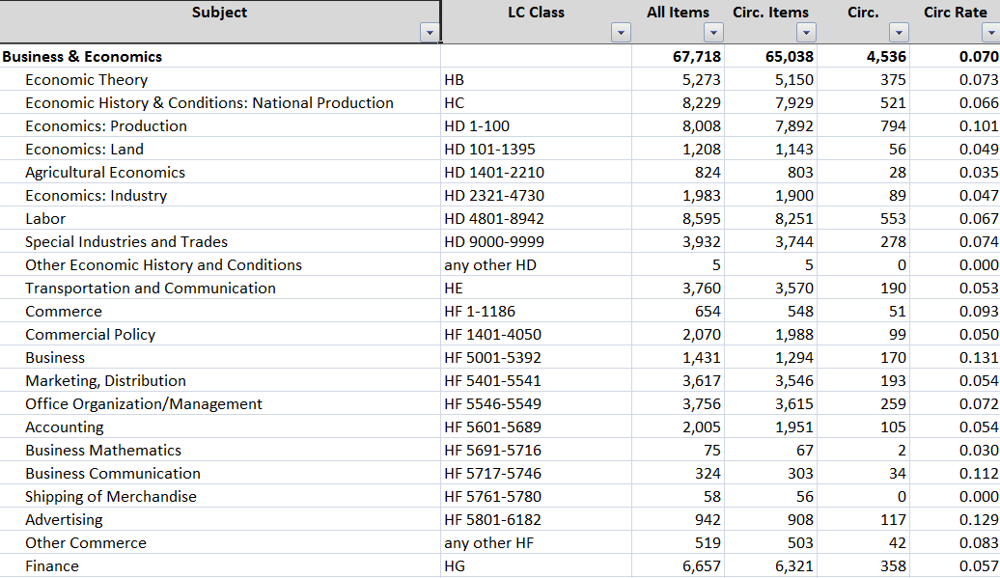 Subject LC Class All Items Circ. Items Circ. Circ Rate
Business & Economics 67,718 65,038 4,536 0.070
Economic Theory HB 5,273 5,150 375 0.073
Economic History & Conditions: National Production HC 8,229 7,929 521 0.066
Economics: Production HD 1-100 8,008 7,892 794 0.101
Economics: Land HD 101-1395 1,208 1,143 56 0.049
Agricultural Economics HD 1401-2210 824 803 28 0.035
Economics: Industry HD 2321-4730 1,983 1,900 89 0.047
Labor HD 4801-8942 8,595 8,251 553 0.067
Special Industries and Trades HD 9000-9999 3,932 3,744 278 0.074
Other Economic History and Conditions any other HD 5 5 0 0.000
Transportation and Communication HE 3,760 3,570 190 0.053
Commerce HF 1-1186 654 548 51 0.093
Commercial Policy HF 1401-4050 2,070 1,988 99 0.050
Business HF 5001-5392 1,431 1,294 170 0.131
Marketing, Distribution HF 5401-5541 3,617 3,546 193 0.054
Office Organization/Management HF 5546-5549 3,756 3,615 259 0.072
Accounting HF 5601-5689 2,005 1,951 105 0.054
Business Mathematics HF 5691-5716 75 67 2 0.030
Business Communication HF 5717-5746 324 303 34 0.112
Shipping of Merchandise HF 5761-5780 58 56 0 0.000
Advertising HF 5801-6182 942 908 117 0.129
Other Commerce any other HF 519 503 42 0.083
Finance HG 6,657 6,321 358 0.057